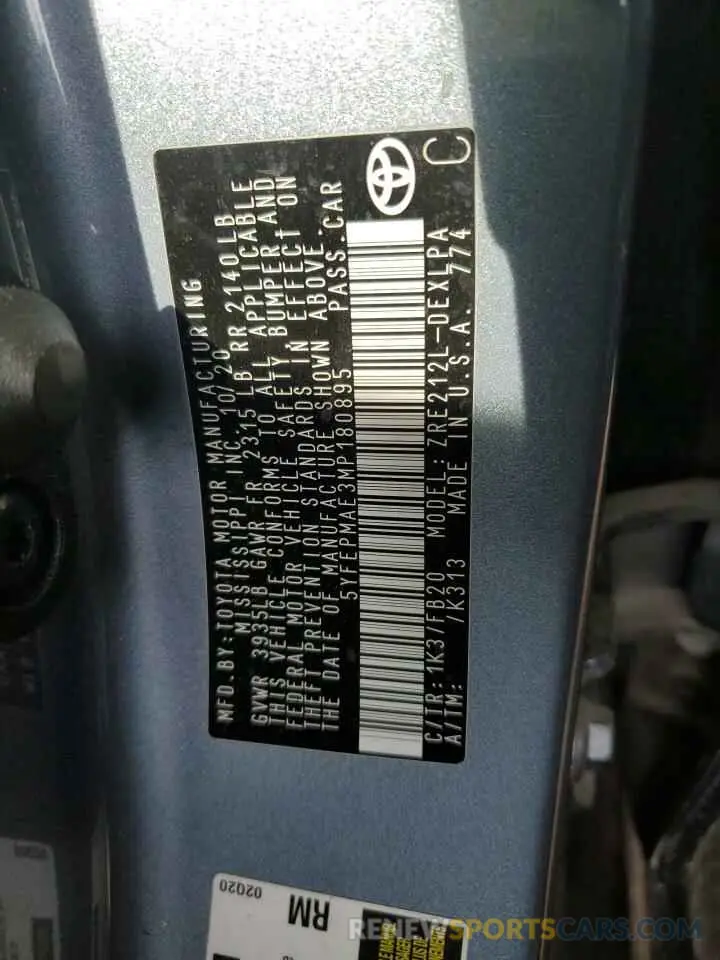 MFD. BY: TOYOTA MOTOR MANUFACTURING
MISSISSIPPI INC. 10/20
GVWR 3935LB GAWR FR 2315 LB RR 2140 LB
THIS VEHICLE CONFORMS TO ALL APPLICABLE
FEDERAL MOTOR VEHICLE SAFETY, BUMPER AND
THEFT PREVENTION STANDARDS IN EFFECT ON
THE DATE OF MANUFACTURE SHOWN ABOVE.
5YFEPMAE3MP180895 PASS. CAR
C/TR: 1K3/FB20 MODEL: ZRE212L-DEXLPA
A/TM: /K313 MADE IN U.S.A. 774
C
02020
RM
RENEWSPORTSCARS.COM